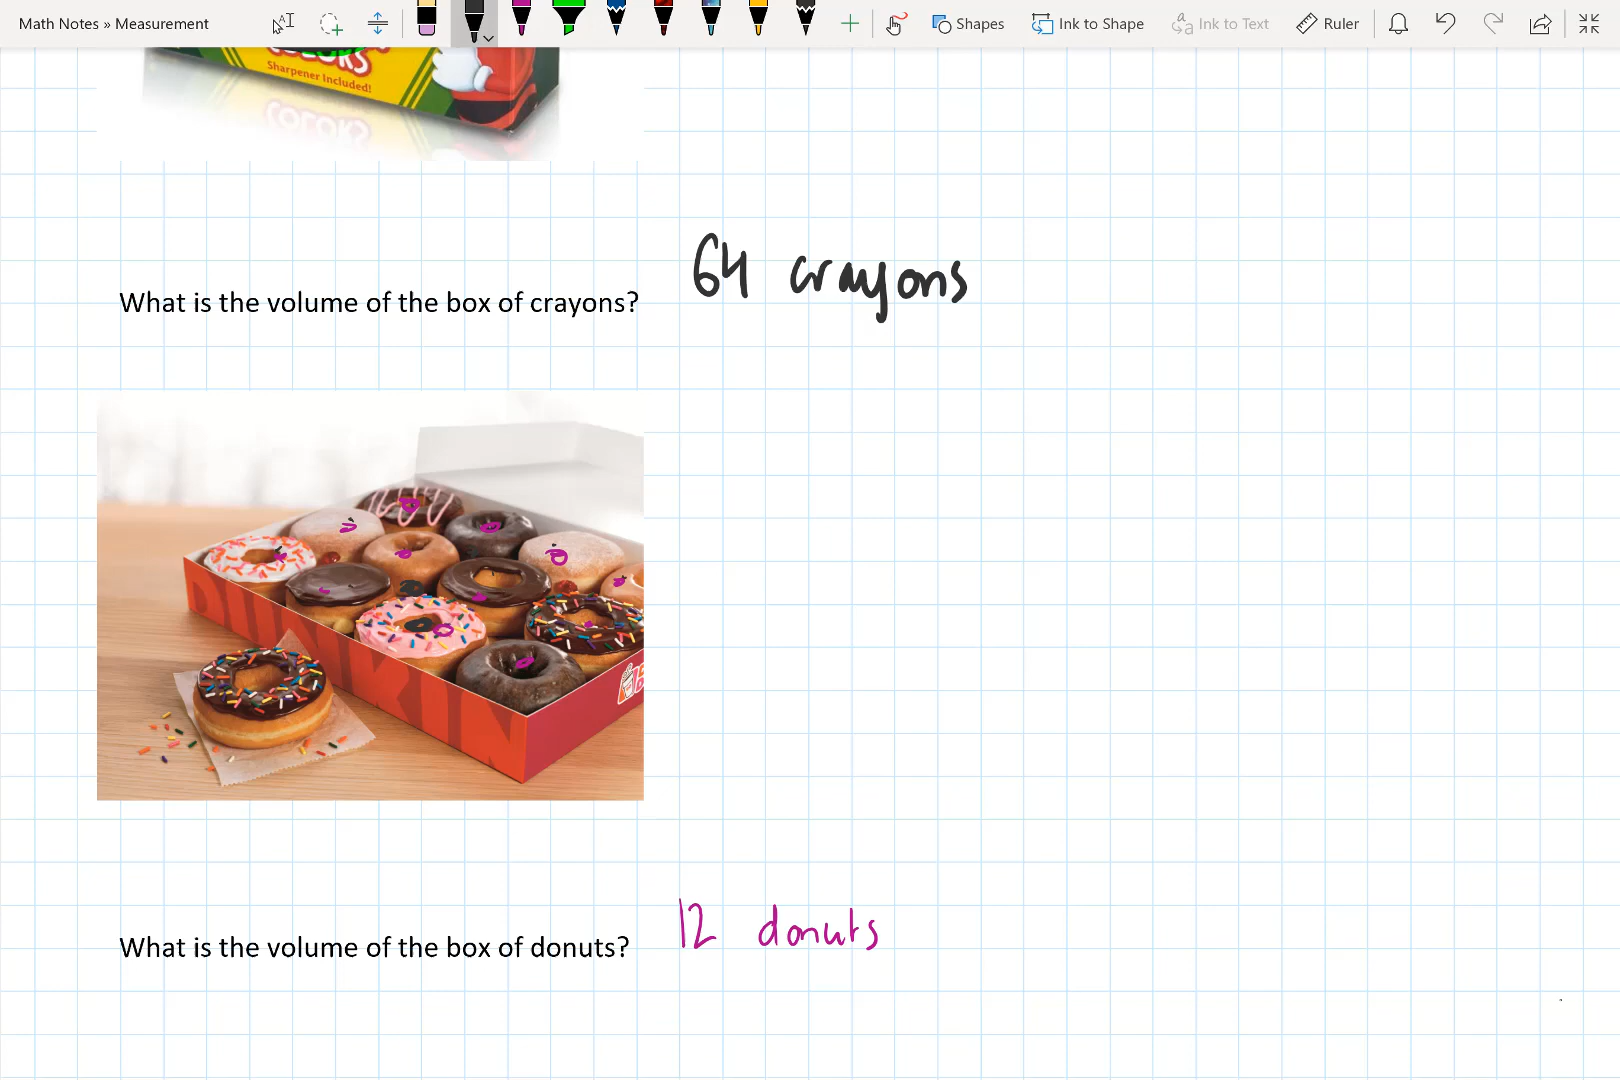 Math Notes » Measurement
Shapes
Ink to Shape
Ink to Text
Ruler
Sharpener Included!
64 crayons
What is the volume of the box of crayons?
DUNKIN
12 donuts
What is the volume of the box of donuts?